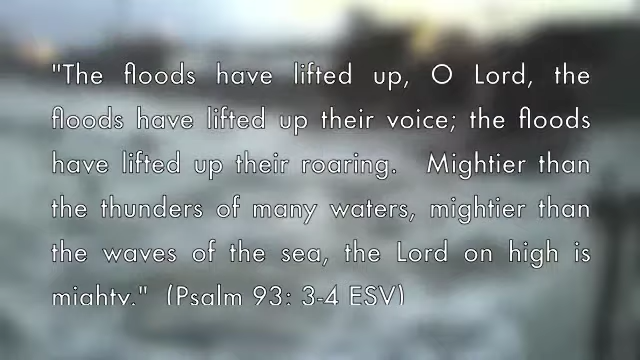 "The floods have lifted up, O Lord, the
floods have lifted up their voice; the floods
have lifted up their roaring. Mightier than
the thunders of many waters, mightier than
the waves of the sea, the Lord on high is
mighty." (Psalm 93: 3-4 ESV)